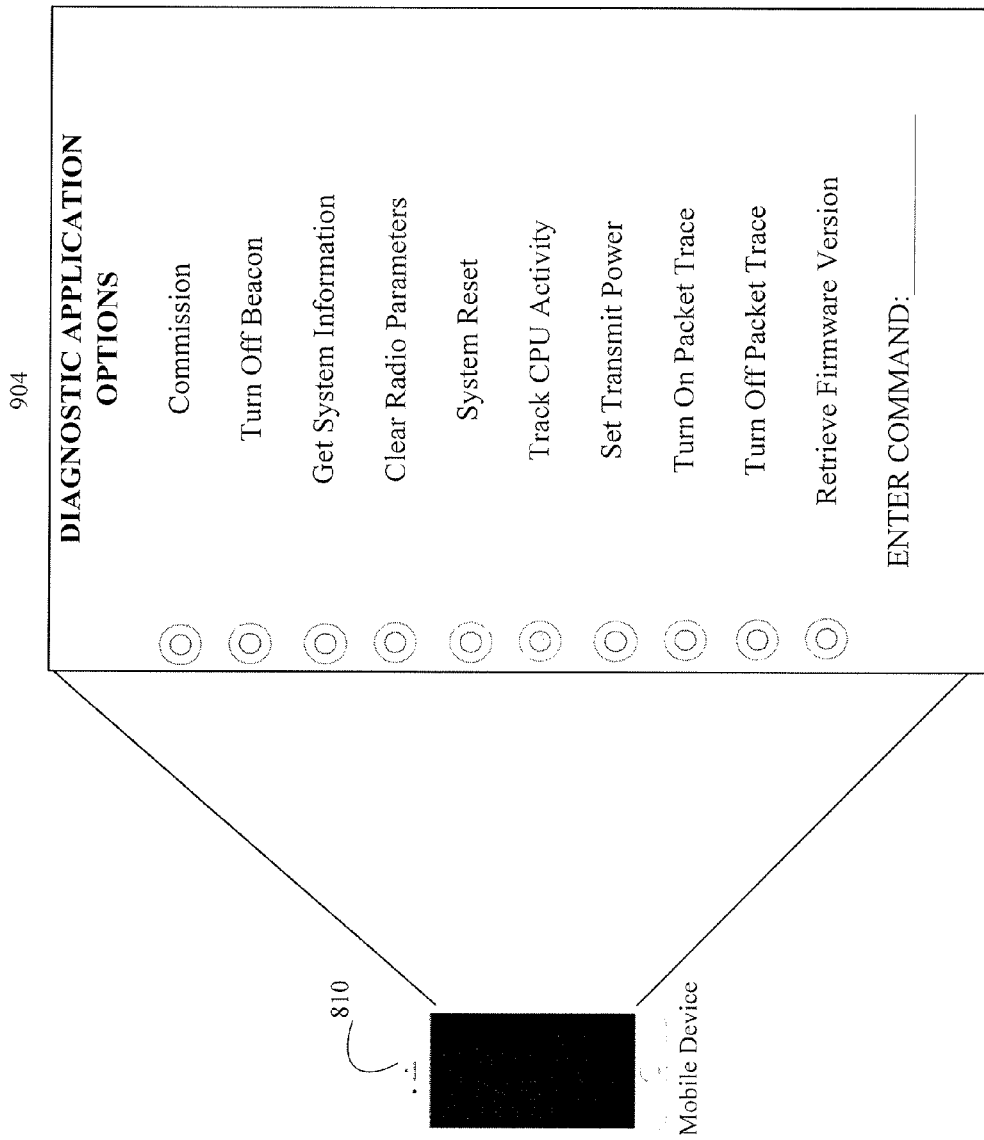 904
DIAGNOSTIC APPLICATION
OPTIONS
Commission
Turn Off Beacon
Get System Information
Clear Radio Parameters
System Reset
Track CPU Activity
Set Transmit Power
Turn On Packet Trace
Turn Off Packet Trace
Retrieve Firmware Version
ENTER COMMAND: ____________
810
Mobile Device